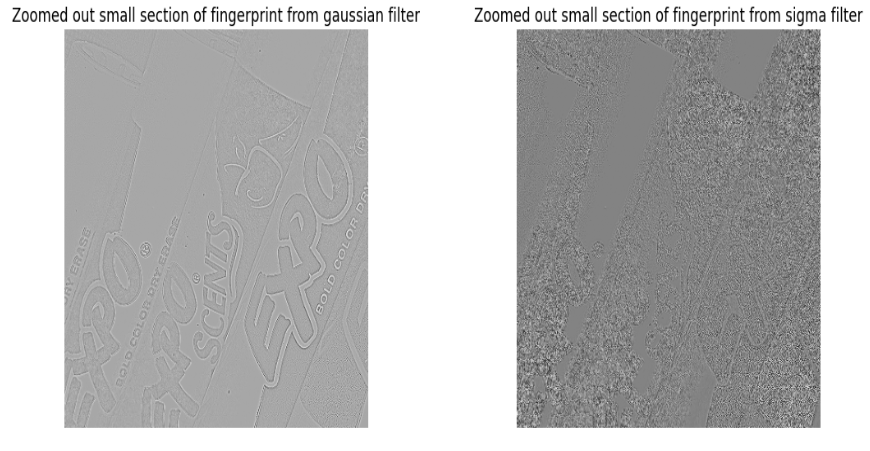 Zoomed out small section of fingerprint from gaussian filter
Zoomed out small section of fingerprint from sigma filter
EXPO
BOLD COLOR DRY
EXPO
SCENTS
®
BOLD COLOR DRY ERASE
EXPO
®
DRY ERASE